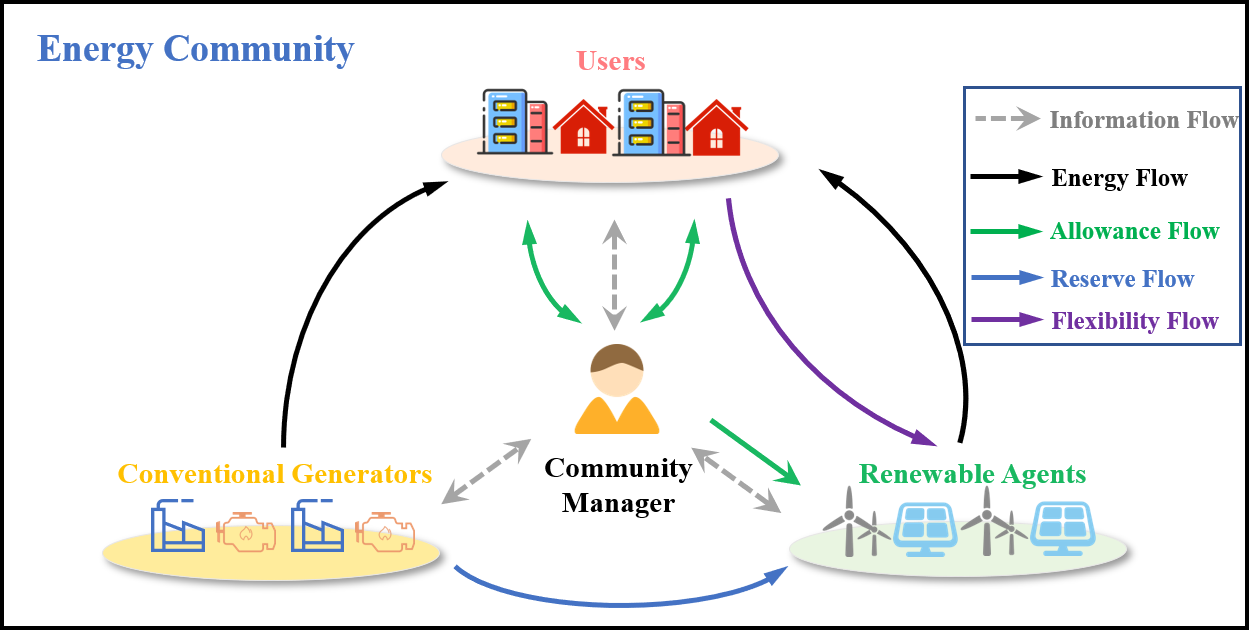 Energy Community
Users
Information Flow
Energy Flow
Allowance Flow
Reserve Flow
Flexibility Flow
Conventional Generators
Community
Manager
Renewable Agents